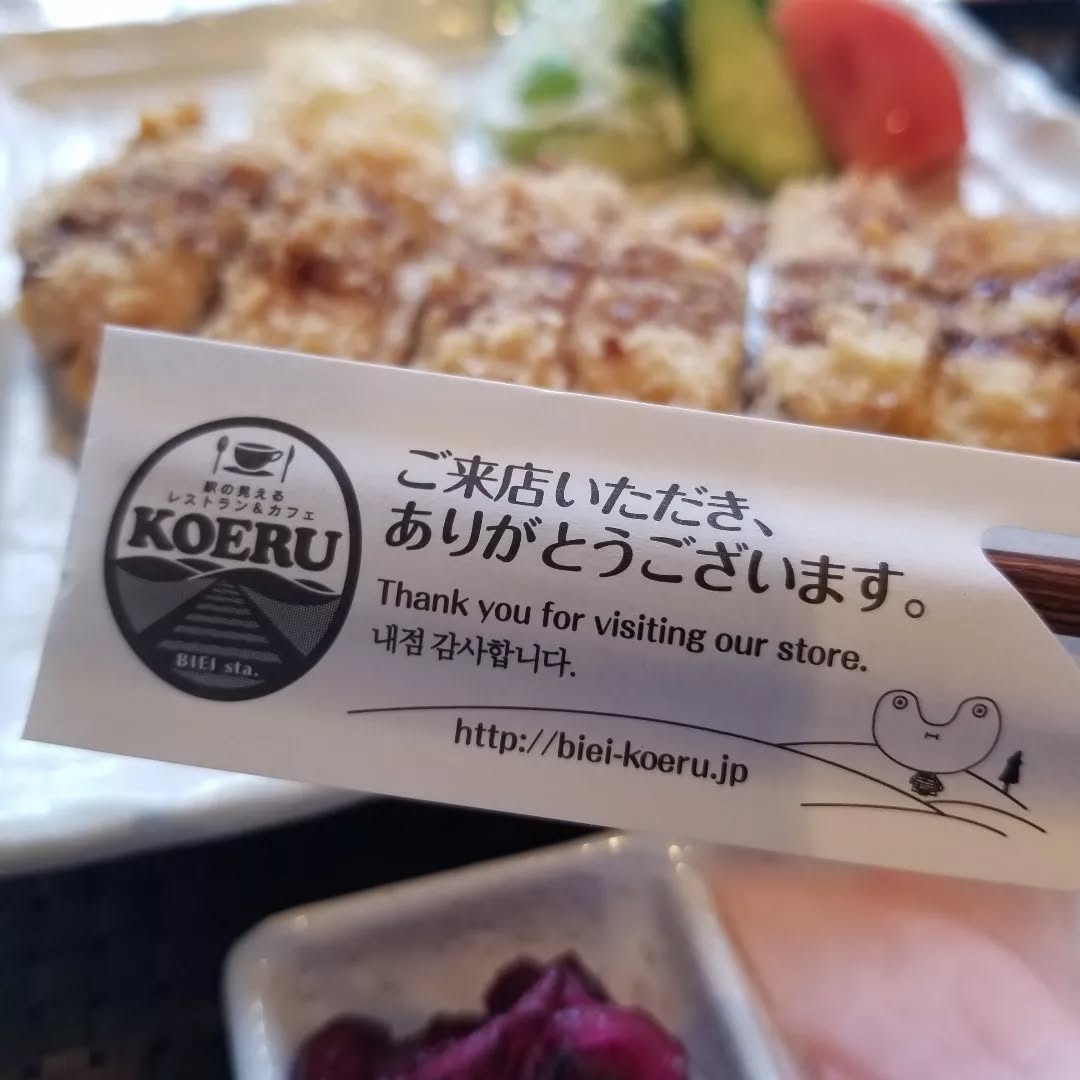 駅の見える
レストラン&カフェ
KOERU
BIEI sta.
ご来店いただき、
ありがとうございます。
Thank you for visiting our store.
내점 감사합니다.
http://biei-koeru.jp